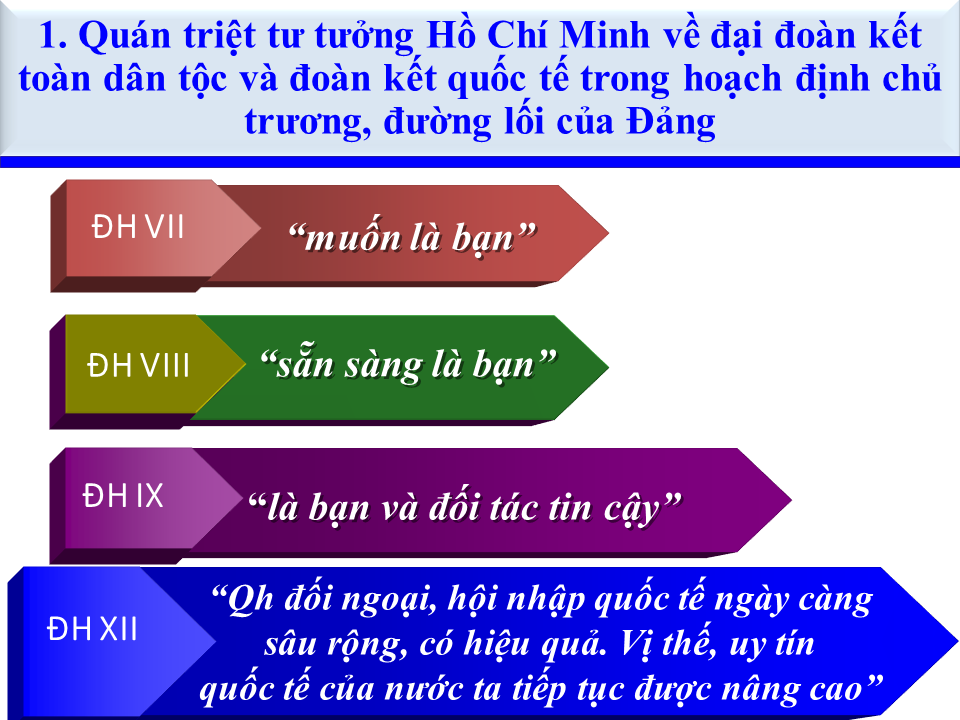 1. Quán triệt tư tưởng Hồ Chí Minh về đại đoàn kết
toàn dân tộc và đoàn kết quốc tế trong hoạch định chủ
trương, đường lối của Đảng
ĐH VII
“muốn là bạn”
ĐH VIII
“sẵn sàng là bạn”
ĐH IX
“là bạn và đối tác tin cậy”
ĐH XII
“Qh đối ngoại, hội nhập quốc tế ngày càng
sâu rộng, có hiệu quả. Vị thế, uy tín
quốc tế của nước ta tiếp tục được nâng cao”